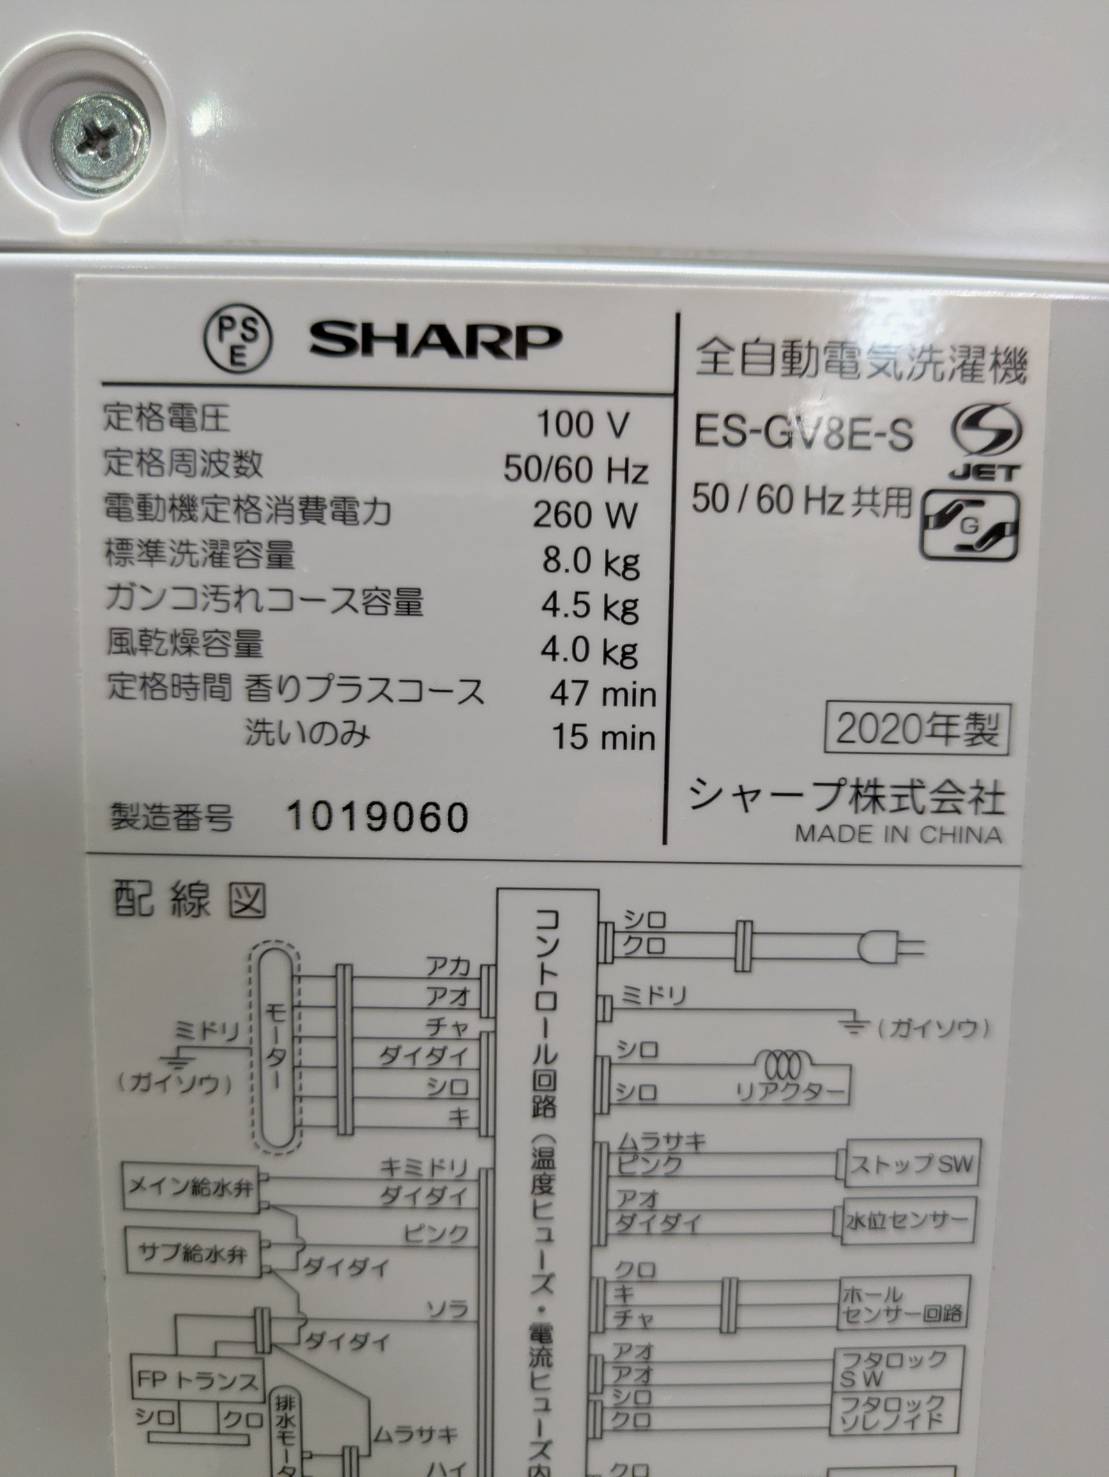 PSE SHARP
定格電圧 100 V
定格周波数 50/60 Hz
電動機定格消費電力 260 W
標準洗濯容量 8.0 kg
ガンコ汚れコース容量 4.5 kg
風乾燥容量 4.0 kg
定格時間 香りプラスコース 47 min
洗いのみ 15 min
製造番号 1019060
全自動電気洗濯機
ES-GV8E-S
JET
50/60 Hz 共用
G
2020年製
シャープ株式会社
MADE IN CHINA
配線図
モーター
ミドリ
(ガイソウ)
アカ
アオ
チャ
ダイダイ
シロ
キ
メイン給水弁
キミドリ
ダイダイ
サブ給水弁
ピンク
ダイダイ
ソラ
ダイダイ
FPトランス
シロ クロ
排水モータ
ムラサキ
ハイ
コントロール回路(温度ヒューズ・電流ヒューズ内
シロ
クロ
ミドリ
(ガイソウ)
シロ
リアクター
シロ
ムラサキ
ピンク
ストップSW
アオ
ダイダイ
水位センサー
クロ
キ
チャ
ホール
センサー回路
アオ
アオ
フタロック
SW
シロ
クロ
フタロック
ソレノイド
クロ